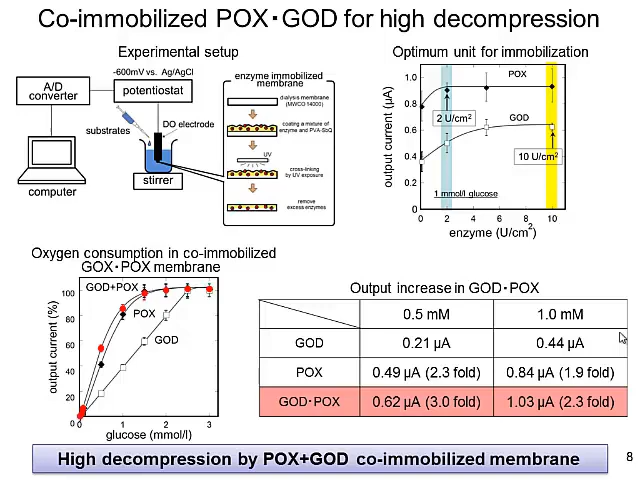 Co-immobilized POX・GOD for high decompression
Experimental setup
-600mV vs. Ag/AgCl
A/D
converter
potentiostat
substrates
DO electrode
computer
stirrer
enzyme immobilized
membrane
dialysis membrane
(MWCO 14000)
coating a mixture of
enzyme and PVA-SbQ
UV
cross-linking
by UV exposure
remove
excess enzymes
Optimum unit for immobilization
output current (μA)
1.0
0.8
0.6
0.4
0.2
0
POX
2 U/cm²
GOD
10 U/cm²
1 mmol/l glucose
0 2 4 6 8 10
enzyme (U/cm²)
Oxygen consumption in co-immobilized
GOX・POX membrane
output current (%)
100
80
60
40
20
0
GOD+POX
POX
GOD
0 1 2 3
glucose (mmol/l)
Output increase in GOD・POX
0.5 mM 1.0 mM
GOD 0.21 μA 0.44 μA
POX 0.49 μA (2.3 fold) 0.84 μA (1.9 fold)
GOD・POX 0.62 μA (3.0 fold) 1.03 μA (2.3 fold)
High decompression by POX+GOD co-immobilized membrane
8